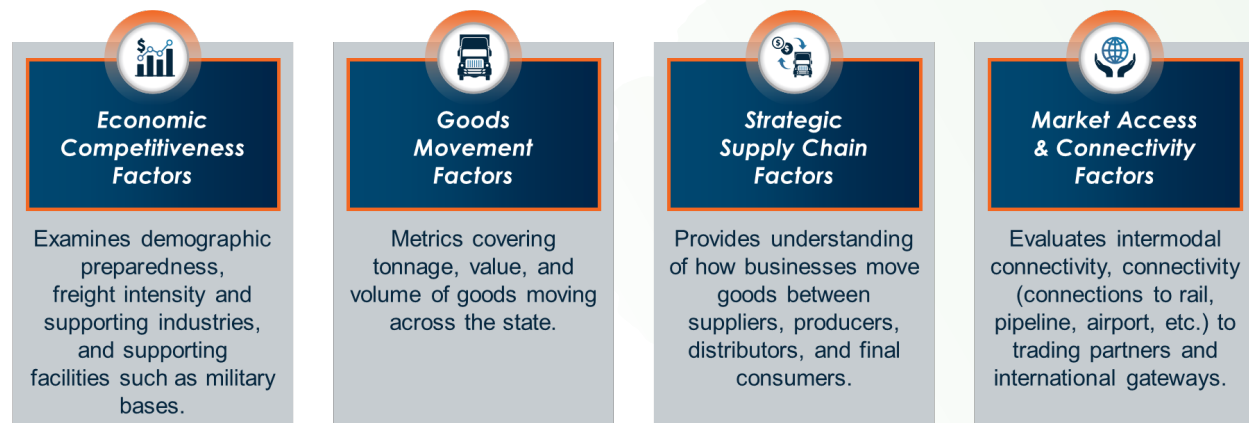 Economic
Competitiveness
Factors
Examines demographic
preparedness,
freight intensity and
supporting industries,
and supporting
facilities such as military
bases.
Goods
Movement
Factors
Metrics covering
tonnage, value, and
volume of goods moving
across the state.
Strategic
Supply Chain
Factors
Provides understanding
of how businesses move
goods between
suppliers, producers,
distributors, and final
consumers.
Market Access
& Connectivity
Factors
Evaluates intermodal
connectivity, connectivity
(connections to rail,
pipeline, airport, etc.) to
trading partners and
international gateways.